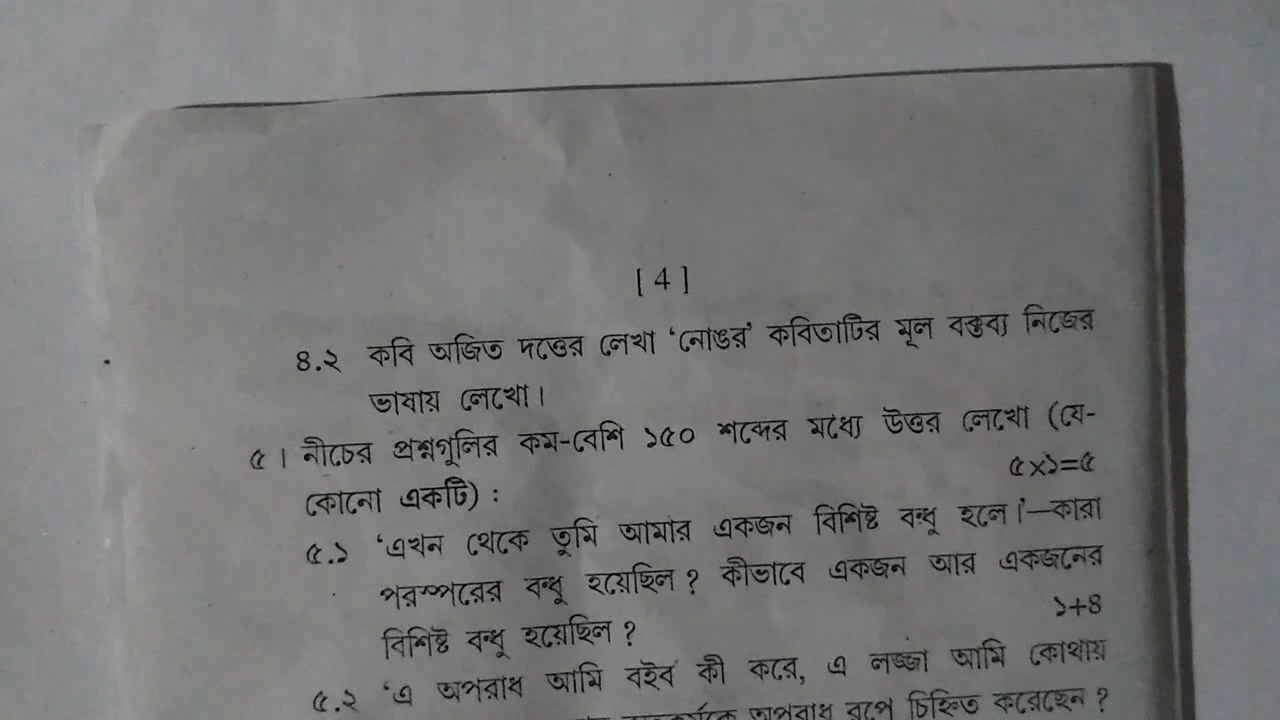 [ 4 ]
৪.২ কবি অজিত দত্তের লেখা ‘নোঙর’ কবিতাটির মূল বক্তব্য নিজের
ভাষায় লেখো।
৫। নীচের প্রশ্নগুলির কম-বেশি ১৫০ শব্দের মধ্যে উত্তর লেখো (যে-
কোনো একটি) : ৫×১=৫
৫.১ ‘এখন থেকে তুমি আমার একজন বিশিষ্ট বন্ধু হলে।’—কারা
পরস্পরের বন্ধু হয়েছিল? কীভাবে একজন আর একজনের
বিশিষ্ট বন্ধু হয়েছিল? ১+৪
৫.২ ‘এ অপরাধ আমি বইব কী করে, এ লজ্জা আমি কোথায়
অপরাধ রূপে চিহ্নিত করেছেন?